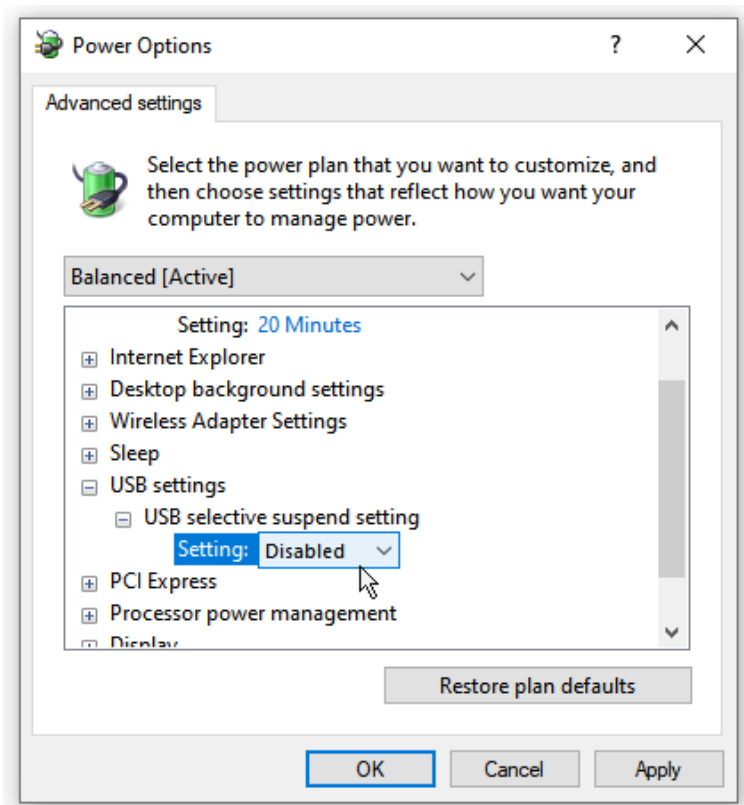 Power Options
Advanced settings
Select the power plan that you want to customize, and
then choose settings that reflect how you want your
computer to manage power.
Balanced [Active]
Setting: 20 Minutes
Internet Explorer
Desktop background settings
Wireless Adapter Settings
Sleep
USB settings
USB selective suspend setting
Setting: Disabled
PCI Express
Processor power management
Display
Restore plan defaults
OK Cancel Apply